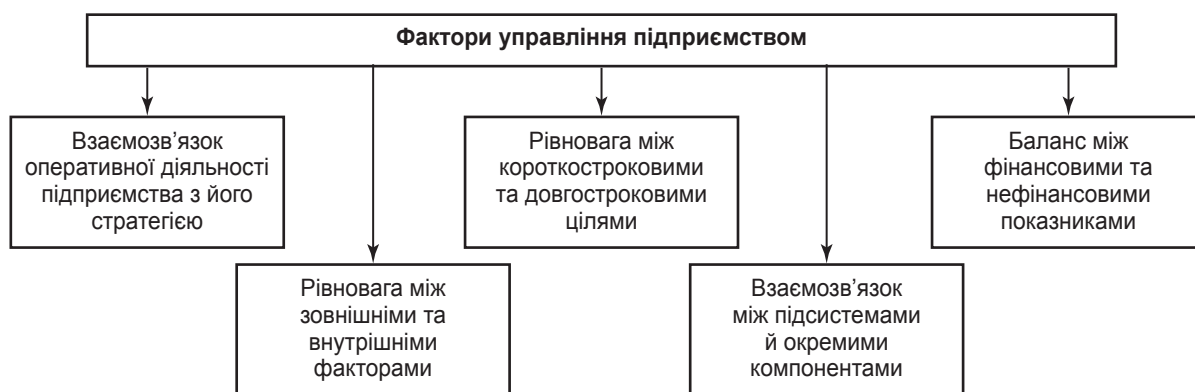 Фактори управління підприємством
Взаємозв’язок
оперативної діяльності
підприємства з його
стратегією
Рівновага між
короткостроковими
та довгостроковими
цілями
Баланс між
фінансовими та
нефінансовими
показниками
Рівновага між
зовнішніми та
внутрішніми
факторами
Взаємозв’язок
між підсистемами
й окремими
компонентами